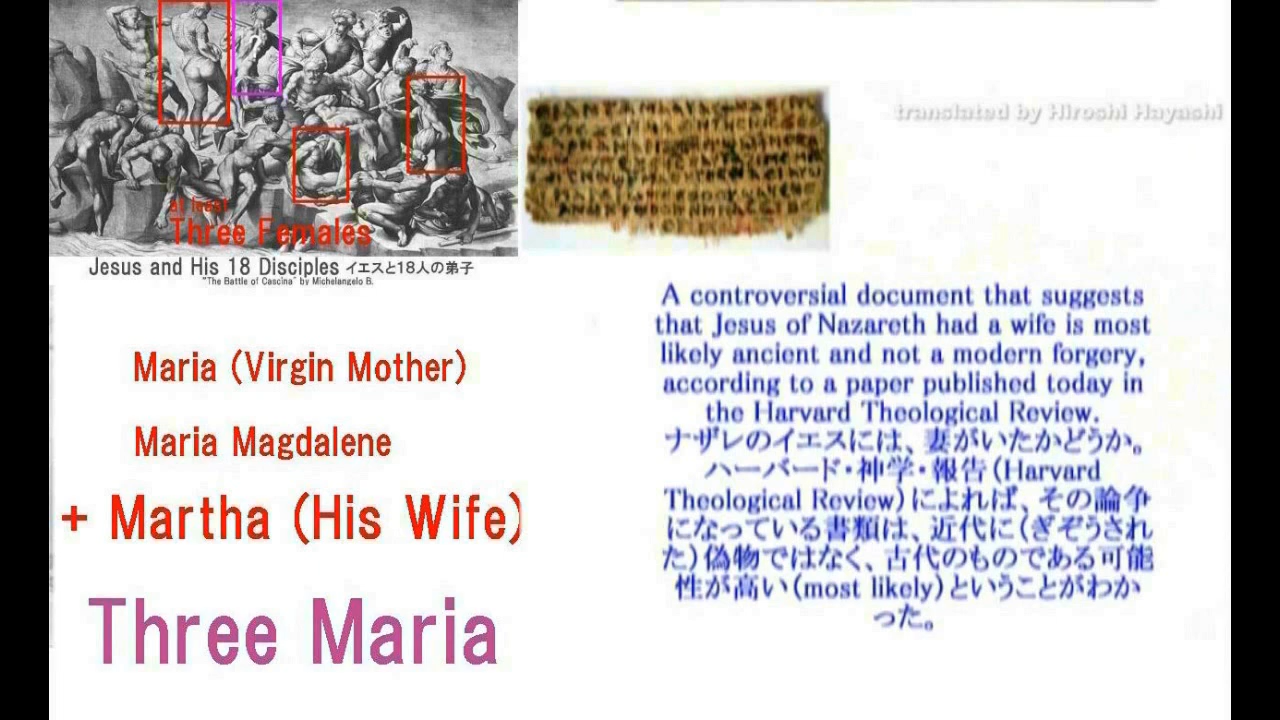 at least
Three Females
Jesus and His 18 Disciples イエスと18人の弟子
"The Battle of Cascina" by Michelangelo B.
Maria (Virgin Mother)
Maria Magdalene
+ Martha (His Wife)
Three Maria
translated by Hiroshi Hayashi
A controversial document that suggests
that Jesus of Nazareth had a wife is most
likely ancient and not a modern forgery,
according to a paper published today in
the Harvard Theological Review.
ナザレのイエスには、妻がいたかどうか。
ハーバード・神学・報告(Harvard
Theological Review)によれば、その論争
になっている書類は、近代に(ぎぞうされ
た)偽物ではなく、古代のものである可能
性が高い(most likely)ということがわか
った。